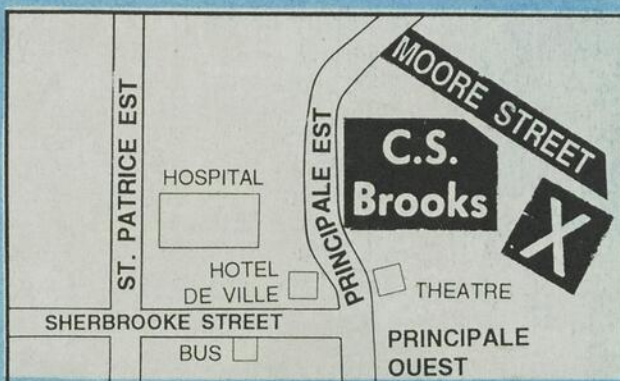 MOORE STREET
ST. PATRICE EST
PRINCIPALE EST
C.S.
Brooks
HOSPITAL
X
HOTEL
DE VILLE
THEATRE
SHERBROOKE STREET
BUS
PRINCIPALE
OUEST